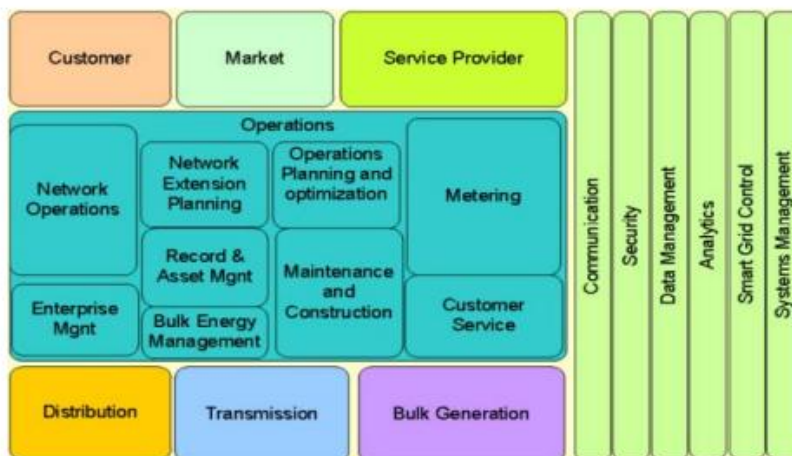 Customer
Market
Service Provider
Operations
Network
Operations
Network
Extension
Planning
Operations
Planning and
optimization
Metering
Record &
Asset Mgnt
Maintenance
and
Construction
Enterprise
Mgnt
Bulk Energy
Management
Customer
Service
Distribution
Transmission
Bulk Generation
Communication
Security
Data Management
Analytics
Smart Grid Control
Systems Management